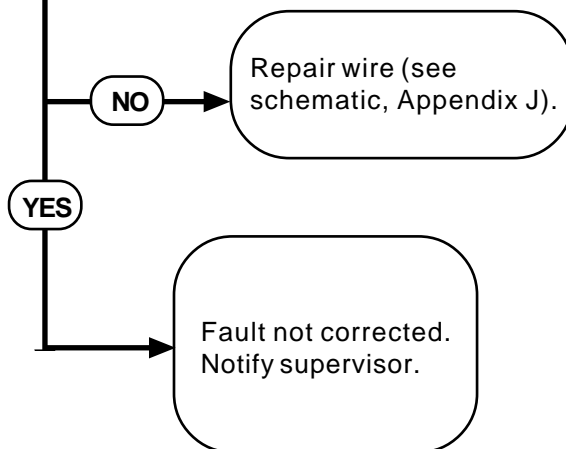 NO
Repair wire (see
schematic, Appendix J).
YES
Fault not corrected.
Notify supervisor.